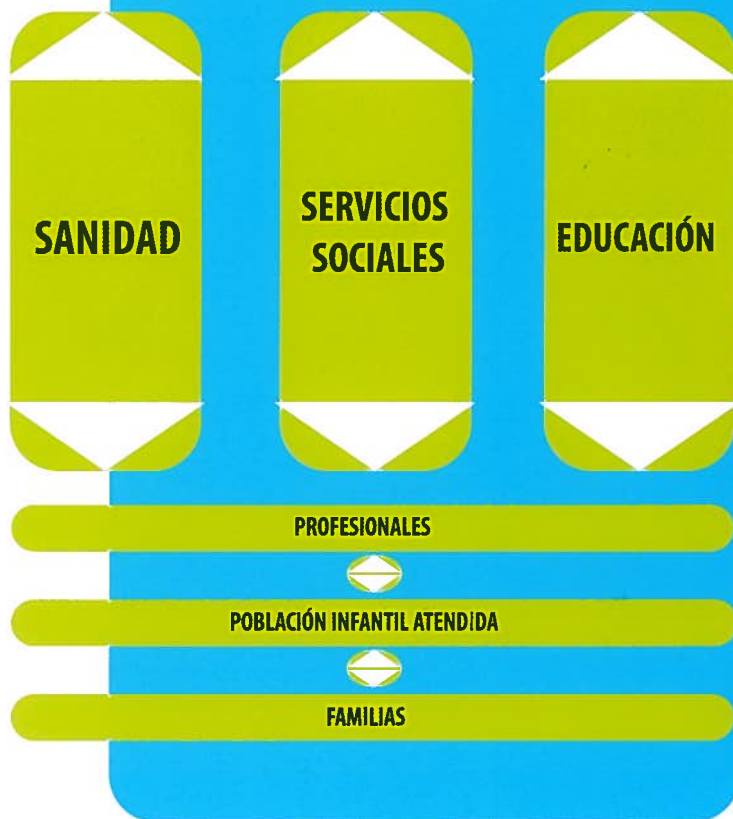 SANIDAD
SERVICIOS
SOCIALES
EDUCACIÓN
PROFESIONALES
POBLACIÓN INFANTIL ATENDIDA
FAMILIAS